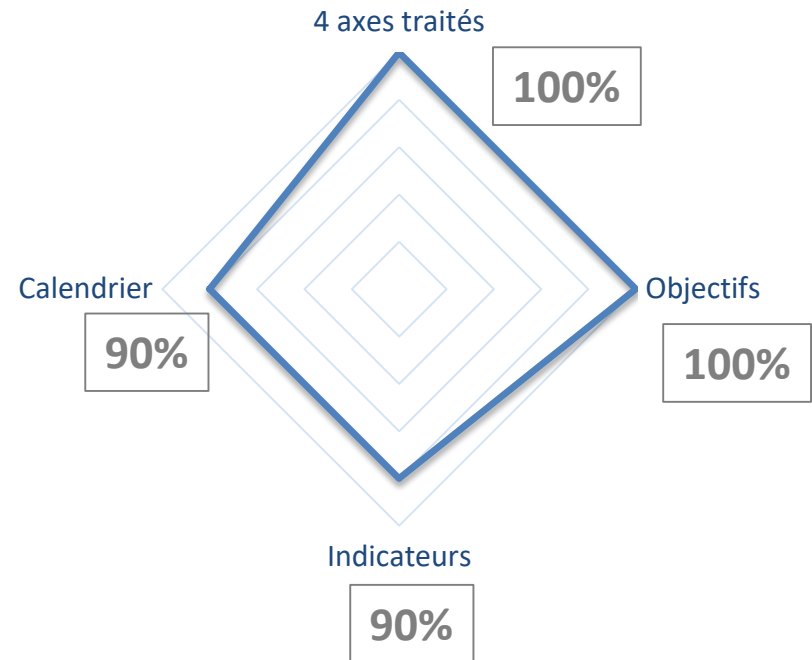 4 axes traités
100%
Calendrier
90%
Objectifs
100%
Indicateurs
90%